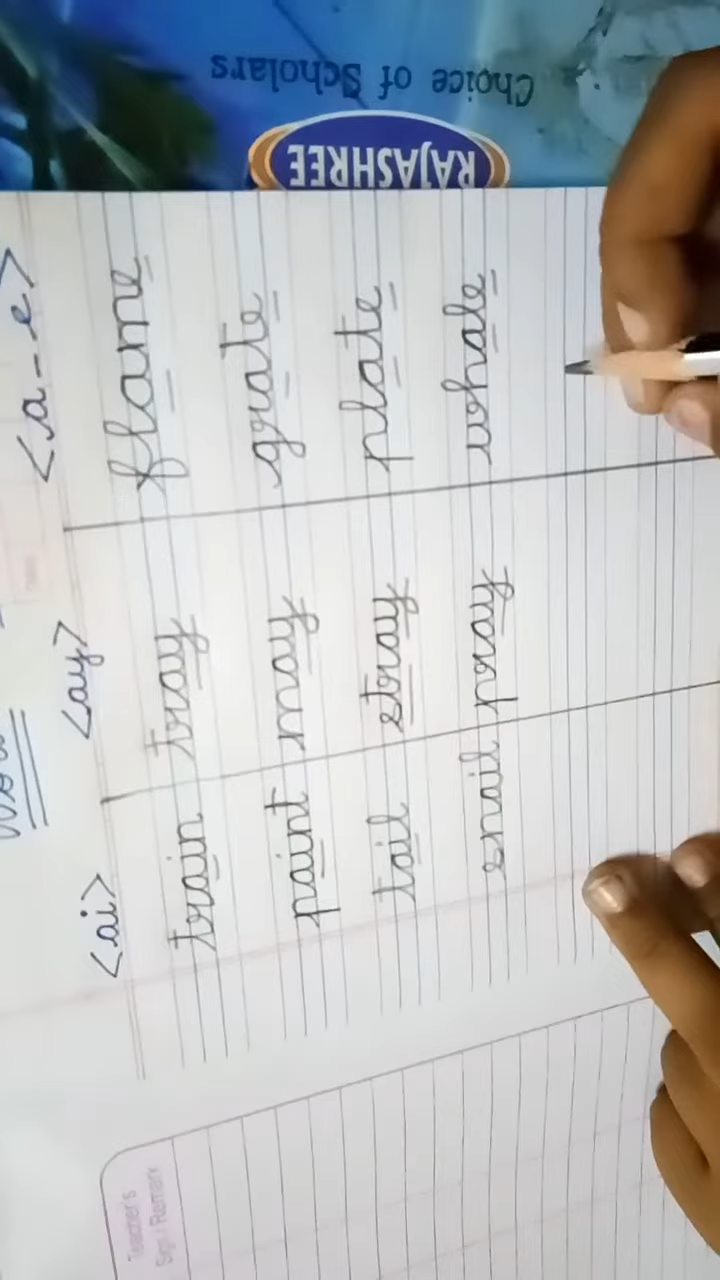 Choice of Scholars
RAJASHREE
<ai> <ay> <a-e>
train tray flame
paint may grate
tail stray plate
snail pray whale
Teacher's
Sign / Remark